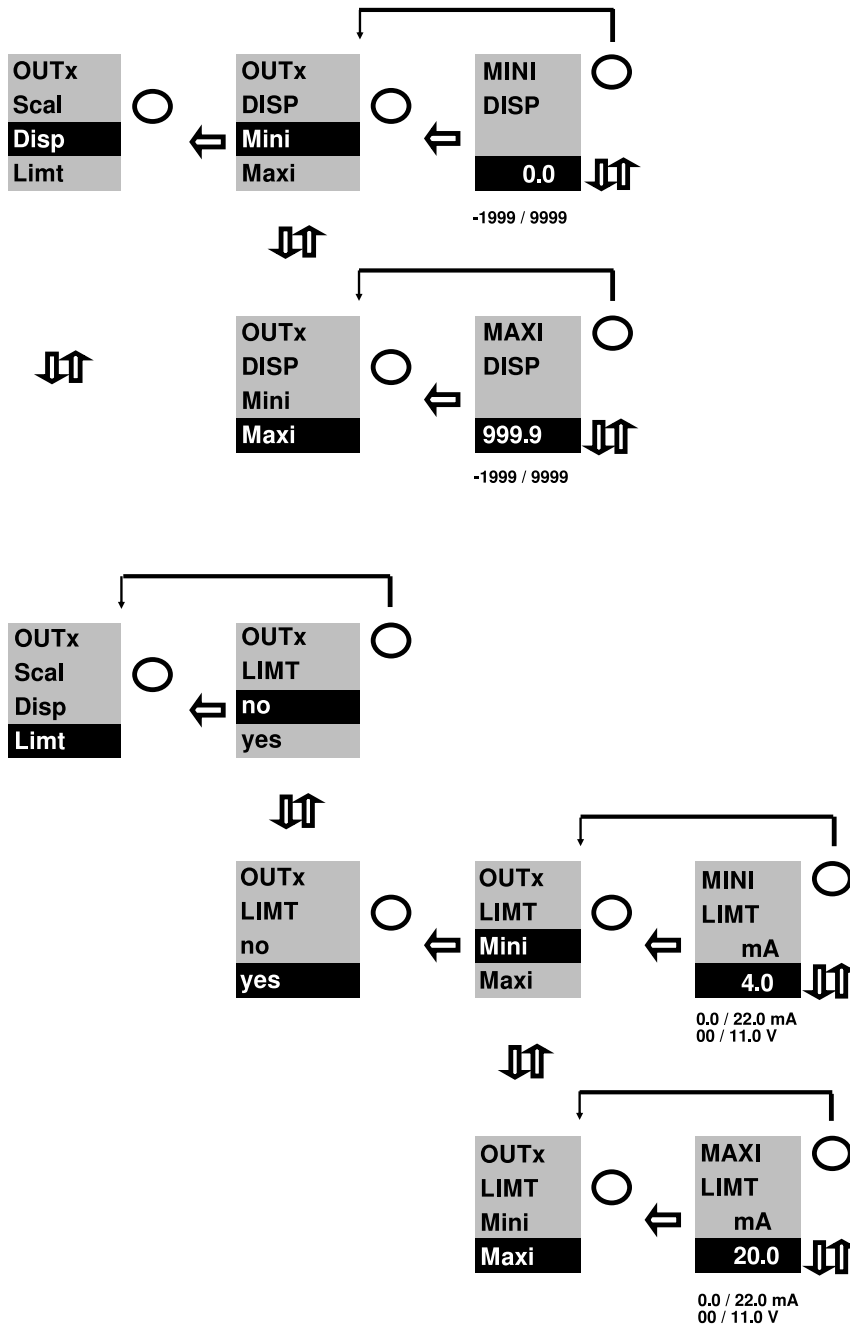 OUTx
Scal
Disp
Limt
OUTx
DISP
Mini
Maxi
MINI
DISP
0.0
-1999 / 9999
OUTx
DISP
Mini
Maxi
MAXI
DISP
999.9
-1999 / 9999
OUTx
Scal
Disp
Limt
OUTx
LIMT
no
yes
OUTx
LIMT
no
yes
OUTx
LIMT
Mini
Maxi
MINI
LIMT
mA
4.0
0.0 / 22.0 mA
00 / 11.0 V
OUTx
LIMT
Mini
Maxi
MAXI
LIMT
mA
20.0
0.0 / 22.0 mA
00 / 11.0 V